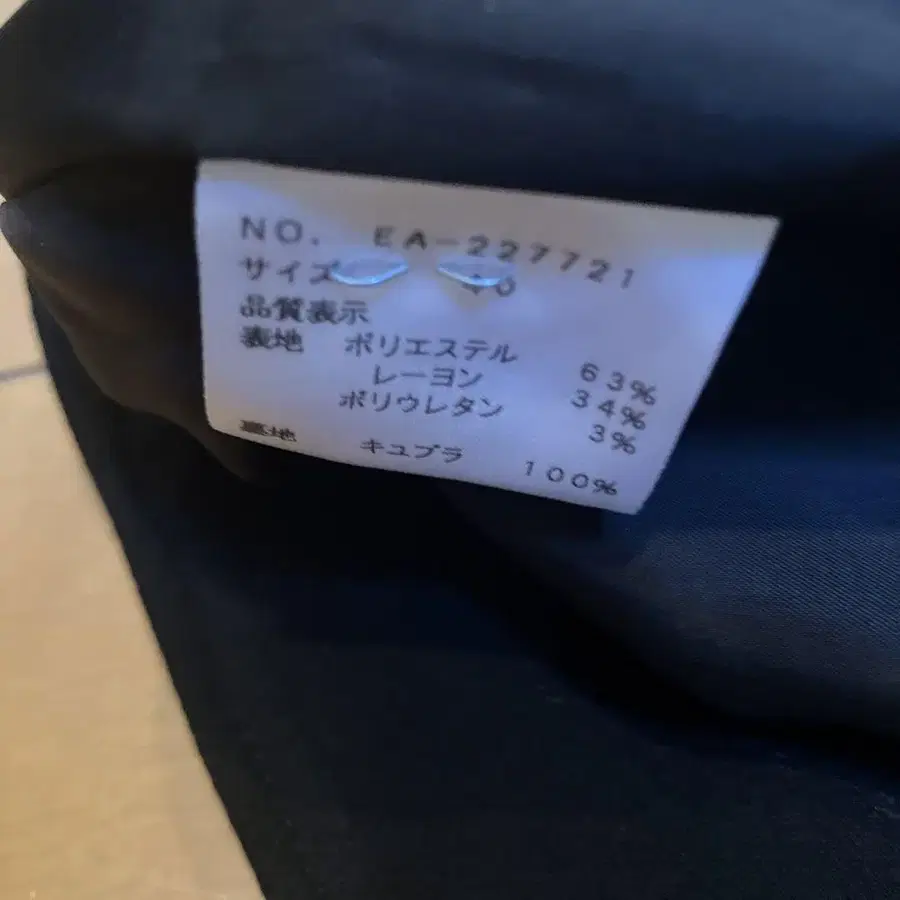 NO. EA-227721
サイズ 40
品質表示
表地 ポリエステル 63%
レーヨン 34%
ポリウレタン 3%
裏地 キュプラ 100%